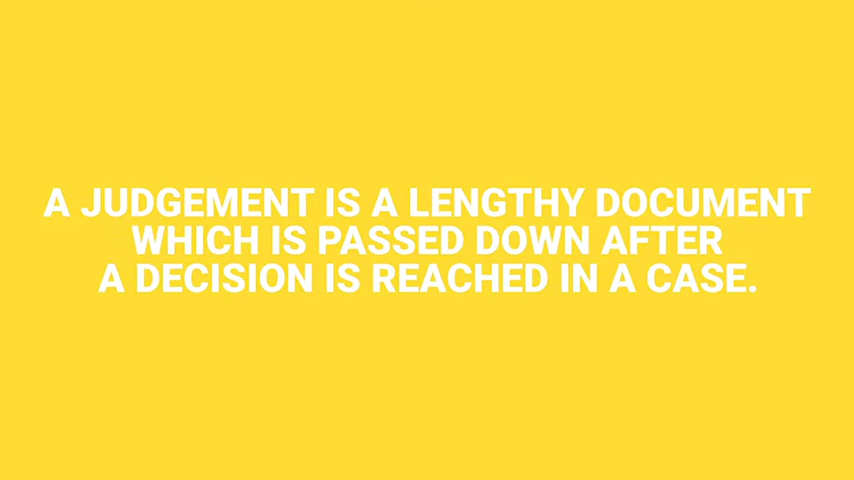 A JUDGEMENT IS A LENGTHY DOCUMENT
WHICH IS PASSED DOWN AFTER
A DECISION IS REACHED IN A CASE.